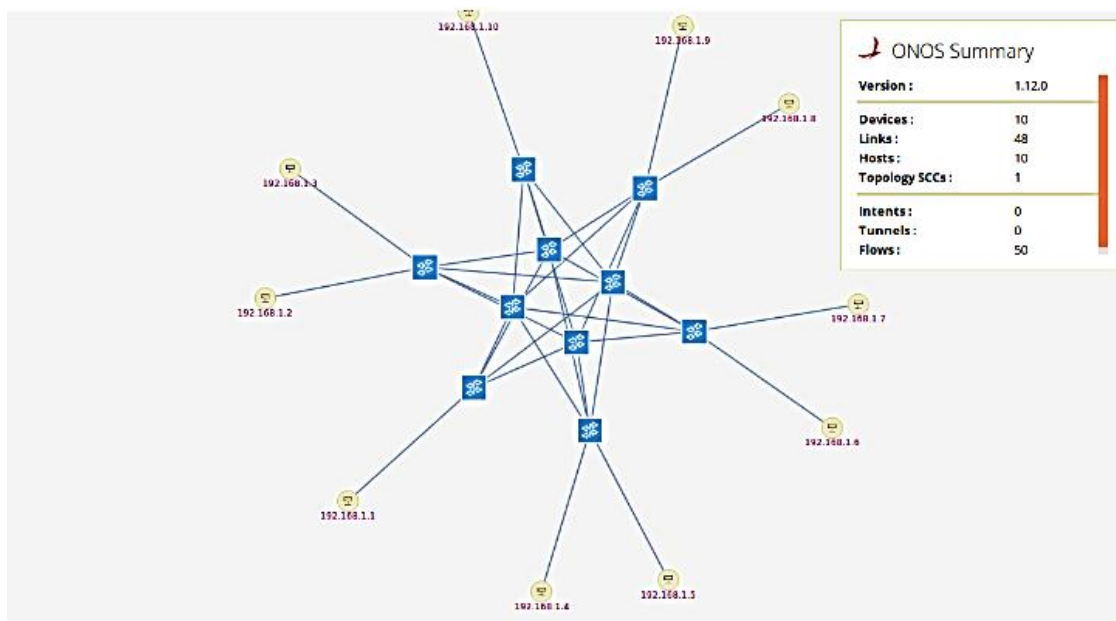 192.168.1.10
192.168.1.9
ONOS Summary
Version : 1.12.0
192.168.1.8
Devices : 10
Links : 48
Hosts : 10
192.168.1.3
Topology SCCs : 1
Intents : 0
Tunnels : 0
Flows : 50
192.168.1.2
192.168.1.7
192.168.1.6
192.168.1.1
192.168.1.5
192.168.1.4